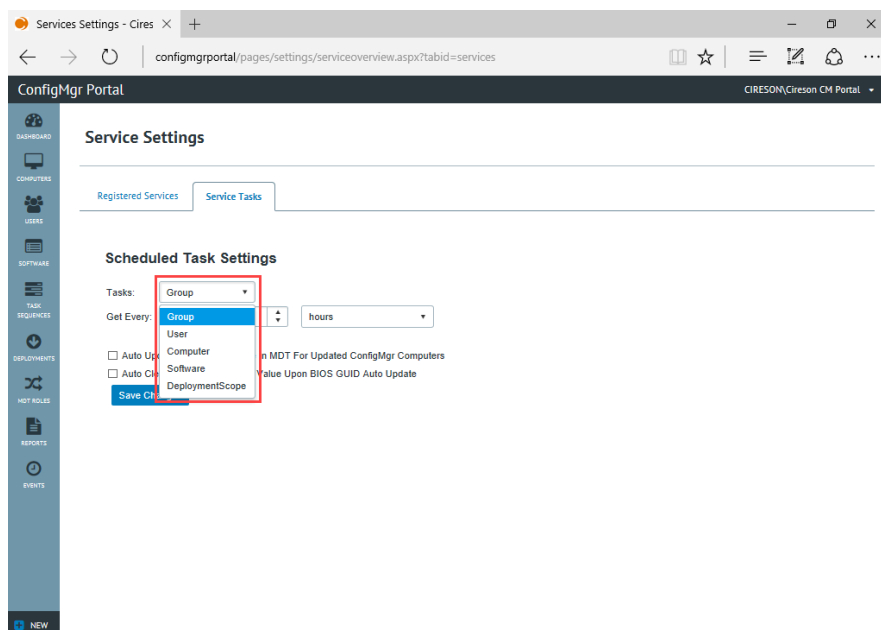 Services Settings - Cires
configmgrportal/pages/settings/serviceoverview.aspx?tabid=services
ConfigMgr Portal
CIRESON\Cireson CM Portal
DASHBOARD
COMPUTERS
USERS
SOFTWARE
TASK
SEQUENCES
DEPLOYMENTS
MDT ROLES
REPORTS
EVENTS
NEW
Service Settings
Registered Services
Service Tasks
Scheduled Task Settings
Tasks: Group
Get Every: hours
Group
User
Computer
Software
DeploymentScope
Auto Up n MDT For Updated ConfigMgr Computers
Auto Cle Value Upon BIOS GUID Auto Update
Save Ch